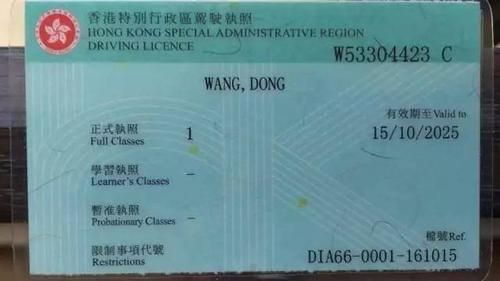 香港特別行政區駕駛執照
HONG KONG SPECIAL ADMINISTRATIVE REGION
DRIVING LICENCE
W53304423 C
WANG, DONG
有效期至 Valid to
15/10/2025
正式執照
Full Classes 1
學習執照
Learner's Classes –
暫准執照
Probationary Classes –
限制事項代號
Restrictions
檔號 Ref.
DIA66-0001-161015